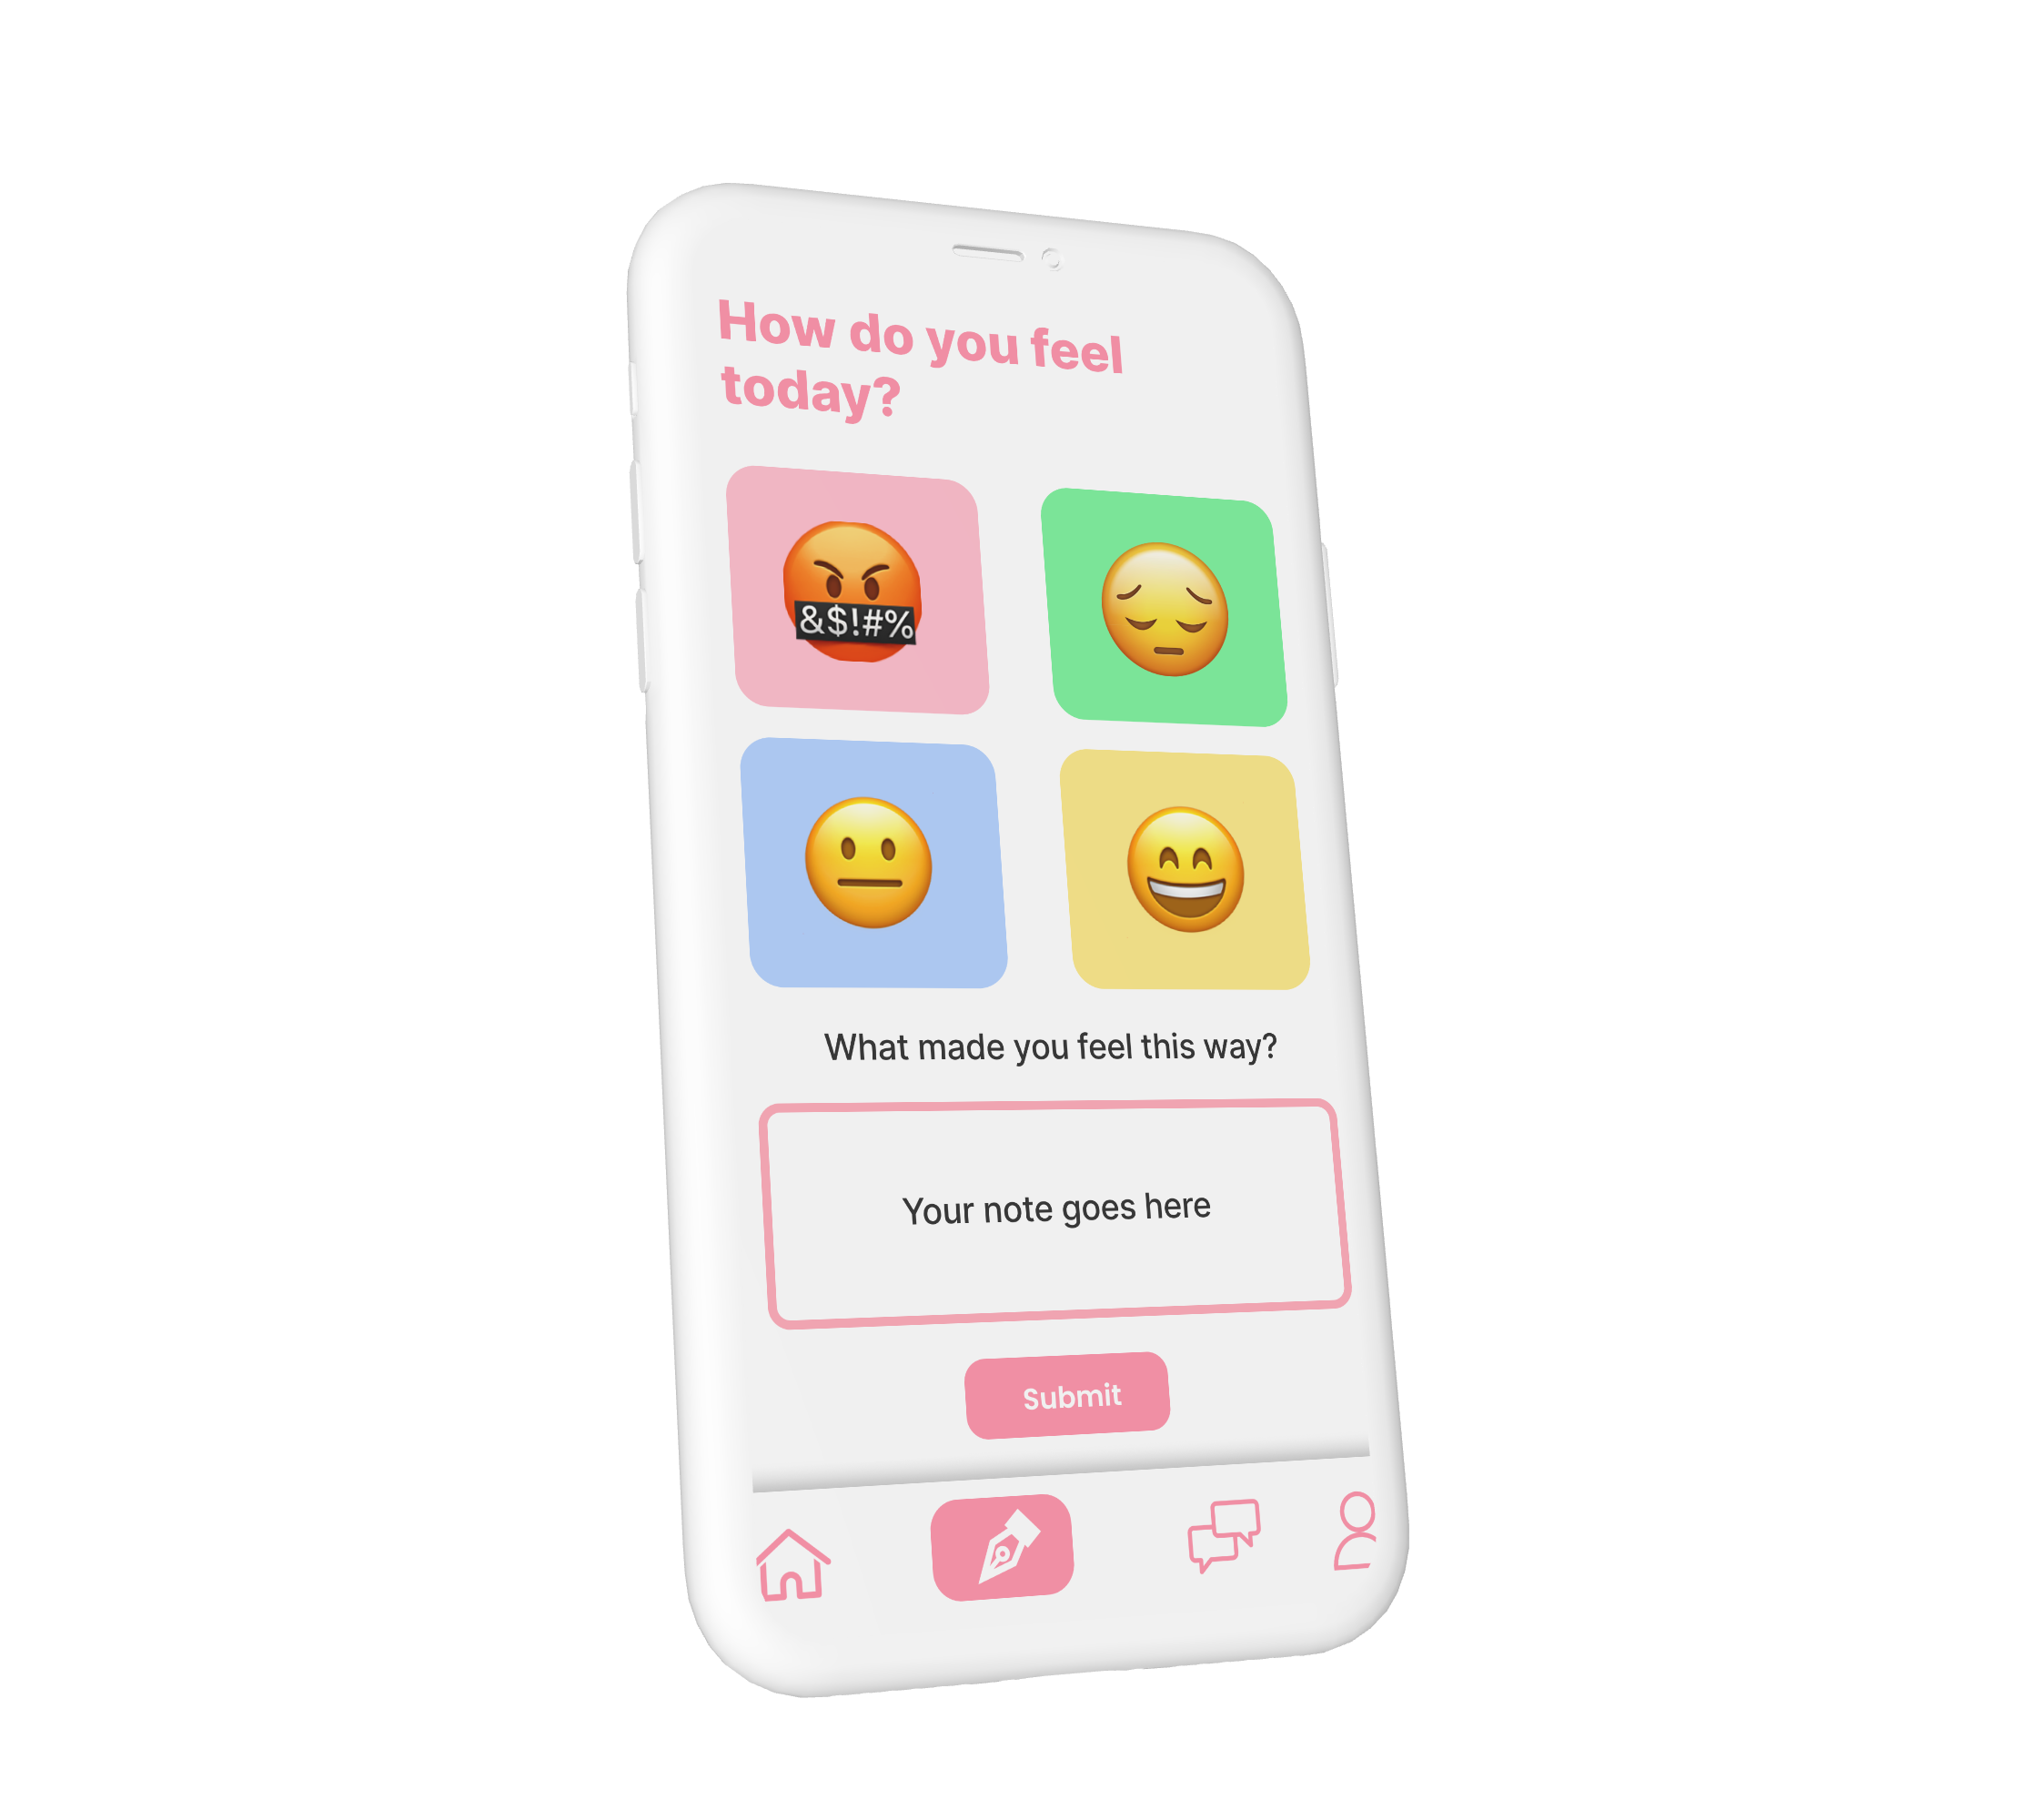 How do you feel
today?
&$!#%
What made you feel this way?
Your note goes here
Submit